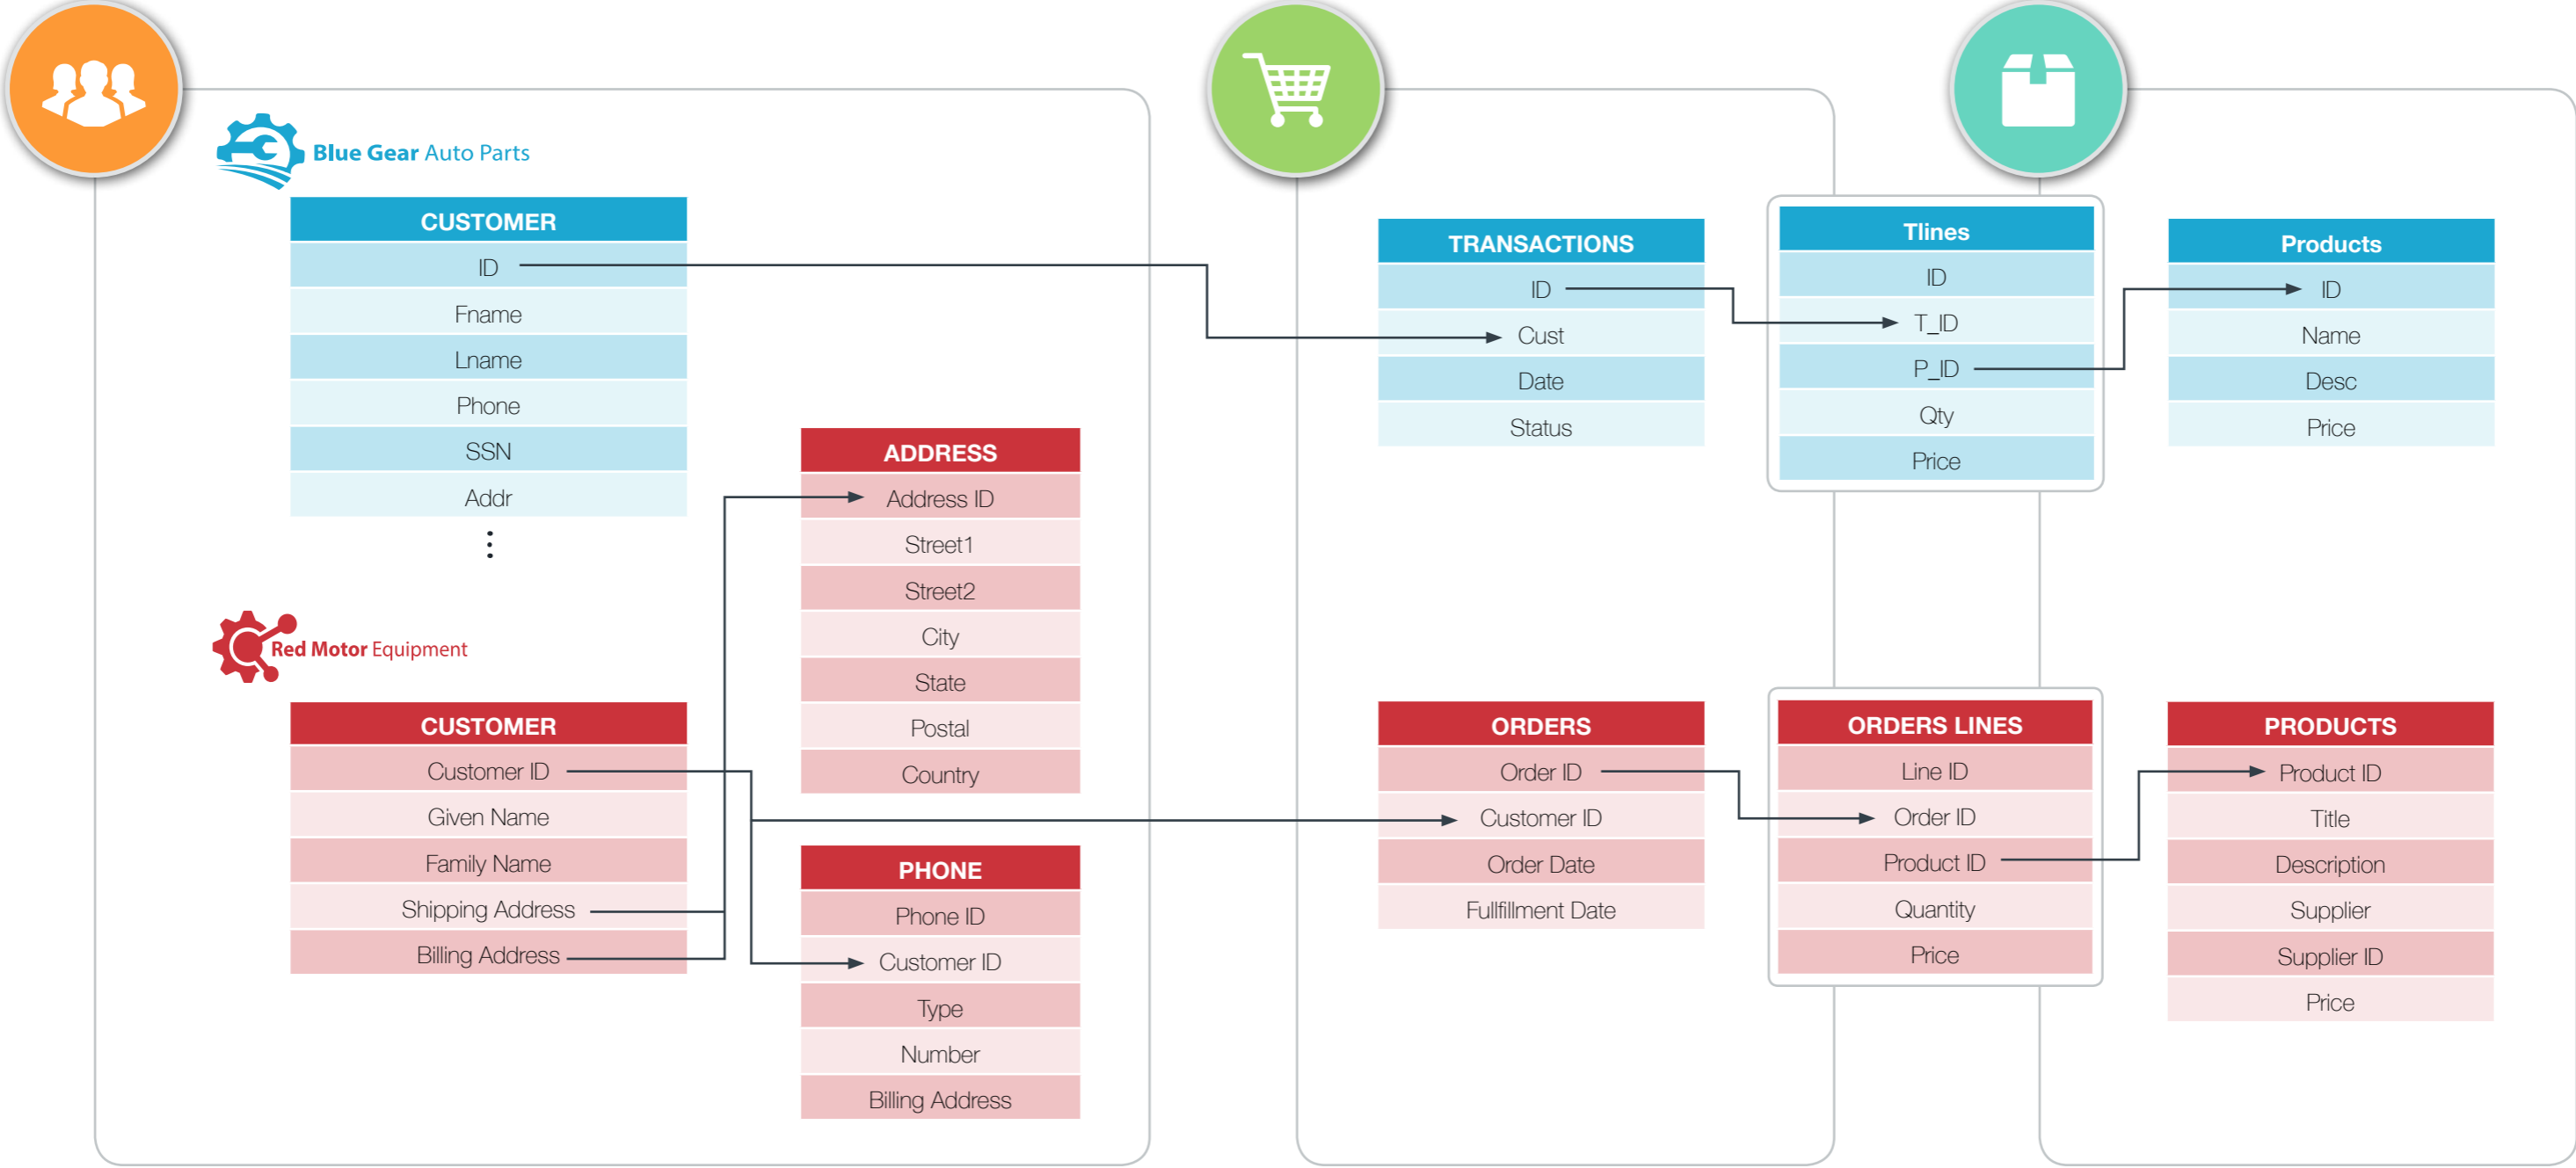 Blue Gear Auto Parts
CUSTOMER
ID
Fname
Lname
Phone
SSN
Addr
Red Motor Equipment
CUSTOMER
Customer ID
Given Name
Family Name
Shipping Address
Billing Address
ADDRESS
Address ID
Street1
Street2
City
State
Postal
Country
PHONE
Phone ID
Customer ID
Type
Number
Billing Address
TRANSACTIONS
ID
Cust
Date
Status
Tlines
ID
T_ID
P_ID
Qty
Price
Products
ID
Name
Desc
Price
ORDERS
Order ID
Customer ID
Order Date
Fullfillment Date
ORDERS LINES
Line ID
Order ID
Product ID
Quantity
Price
PRODUCTS
Product ID
Title
Description
Supplier
Supplier ID
Price